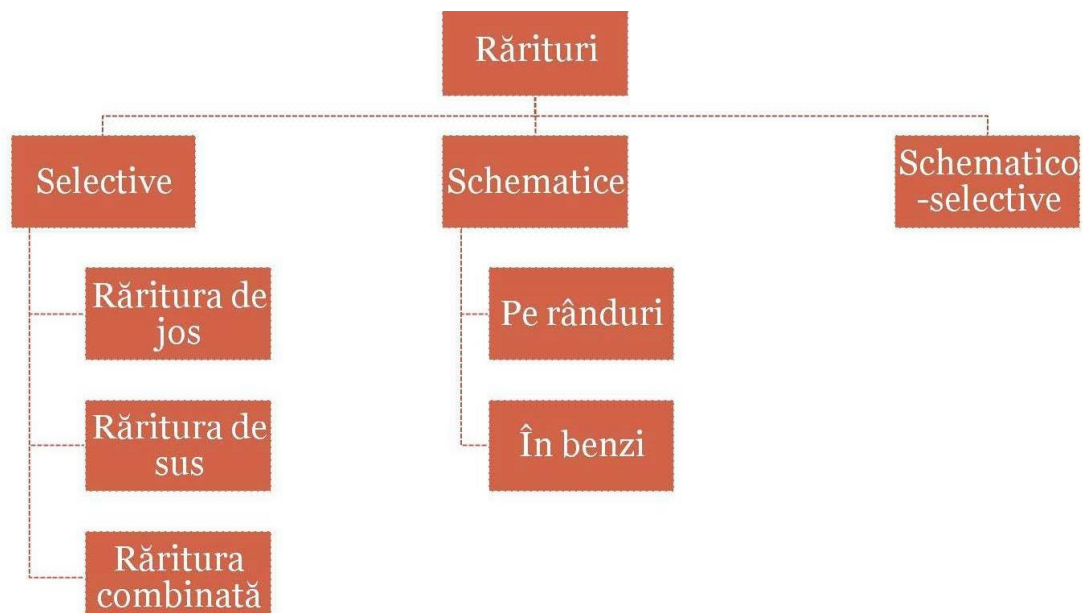 Rărituri
Selective
Schematice
Schematico
-selective
Răritura de
jos
Pe rânduri
Răritura de
sus
În benzi
Răritura
combinată